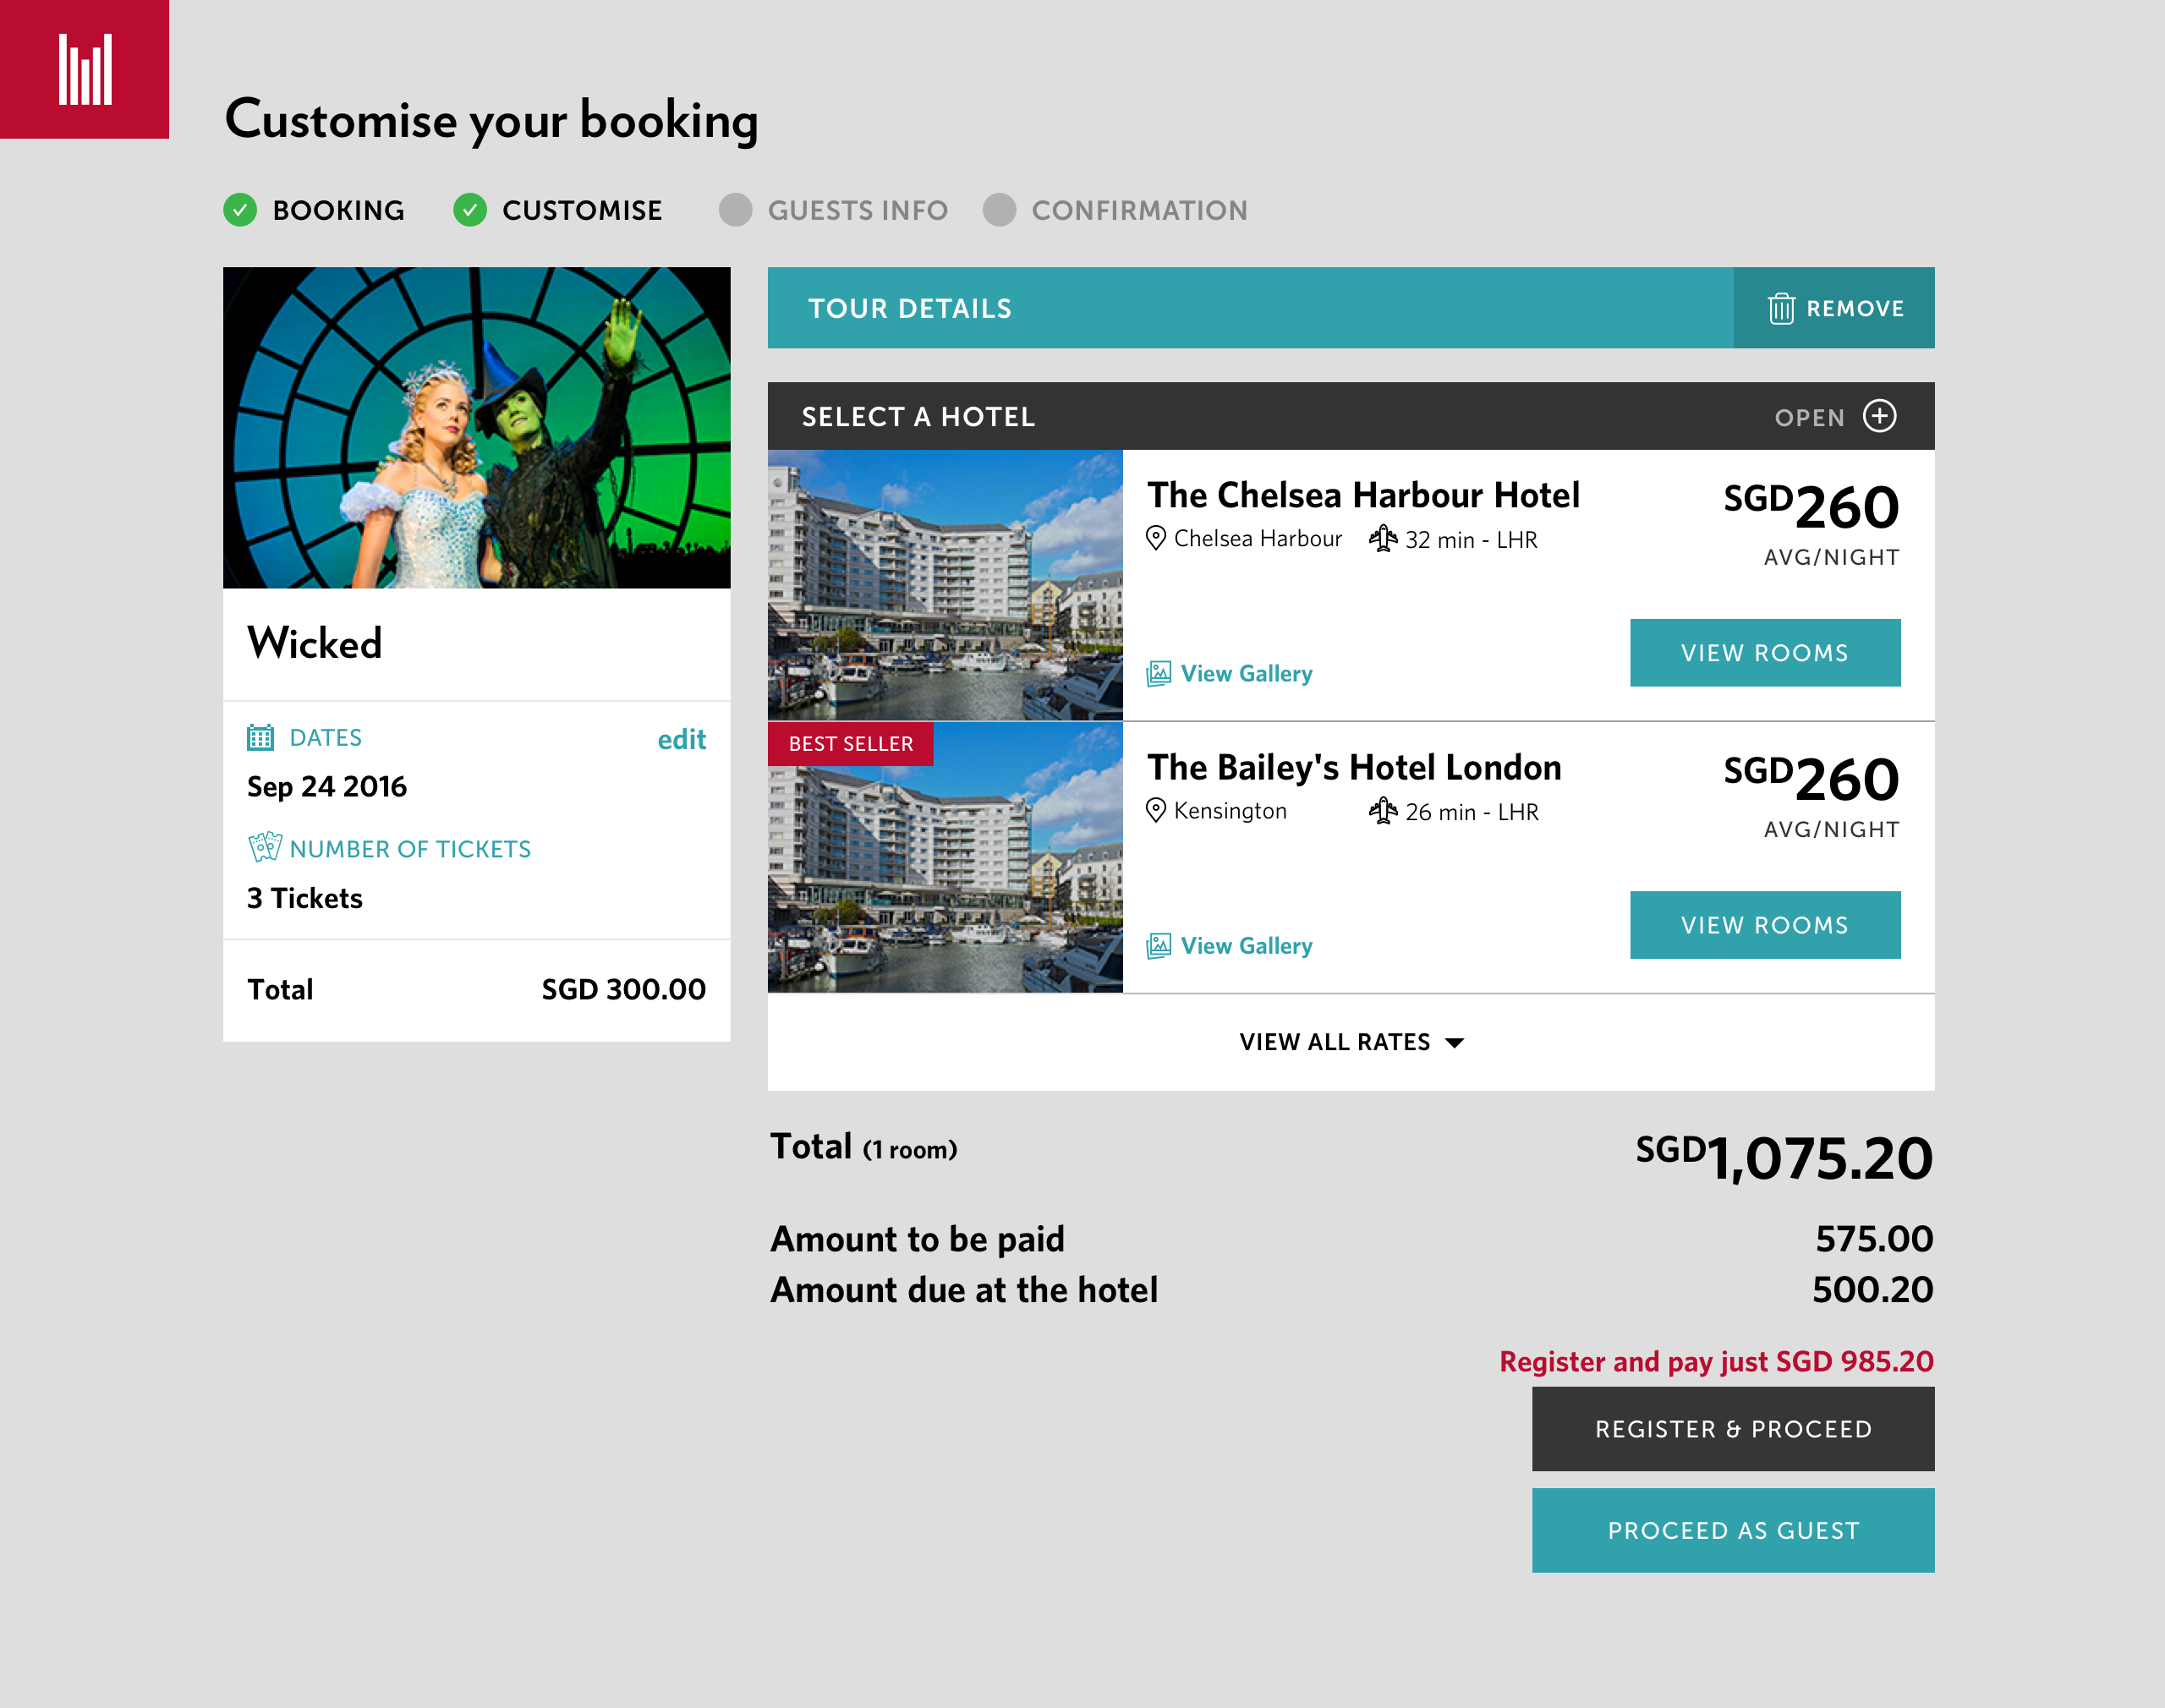 Customise your booking
BOOKING
CUSTOMISE
GUESTS INFO
CONFIRMATION
Wicked
DATES
edit
Sep 24 2016
NUMBER OF TICKETS
3 Tickets
Total SGD 300.00
TOUR DETAILS
REMOVE
SELECT A HOTEL
OPEN
The Chelsea Harbour Hotel
SGD260
Chelsea Harbour
32 min - LHR
AVG/NIGHT
VIEW ROOMS
View Gallery
BEST SELLER
The Bailey's Hotel London
SGD260
Kensington
26 min - LHR
AVG/NIGHT
VIEW ROOMS
View Gallery
VIEW ALL RATES
Total (1 room) SGD1,075.20
Amount to be paid 575.00
Amount due at the hotel 500.20
Register and pay just SGD 985.20
REGISTER & PROCEED
PROCEED AS GUEST